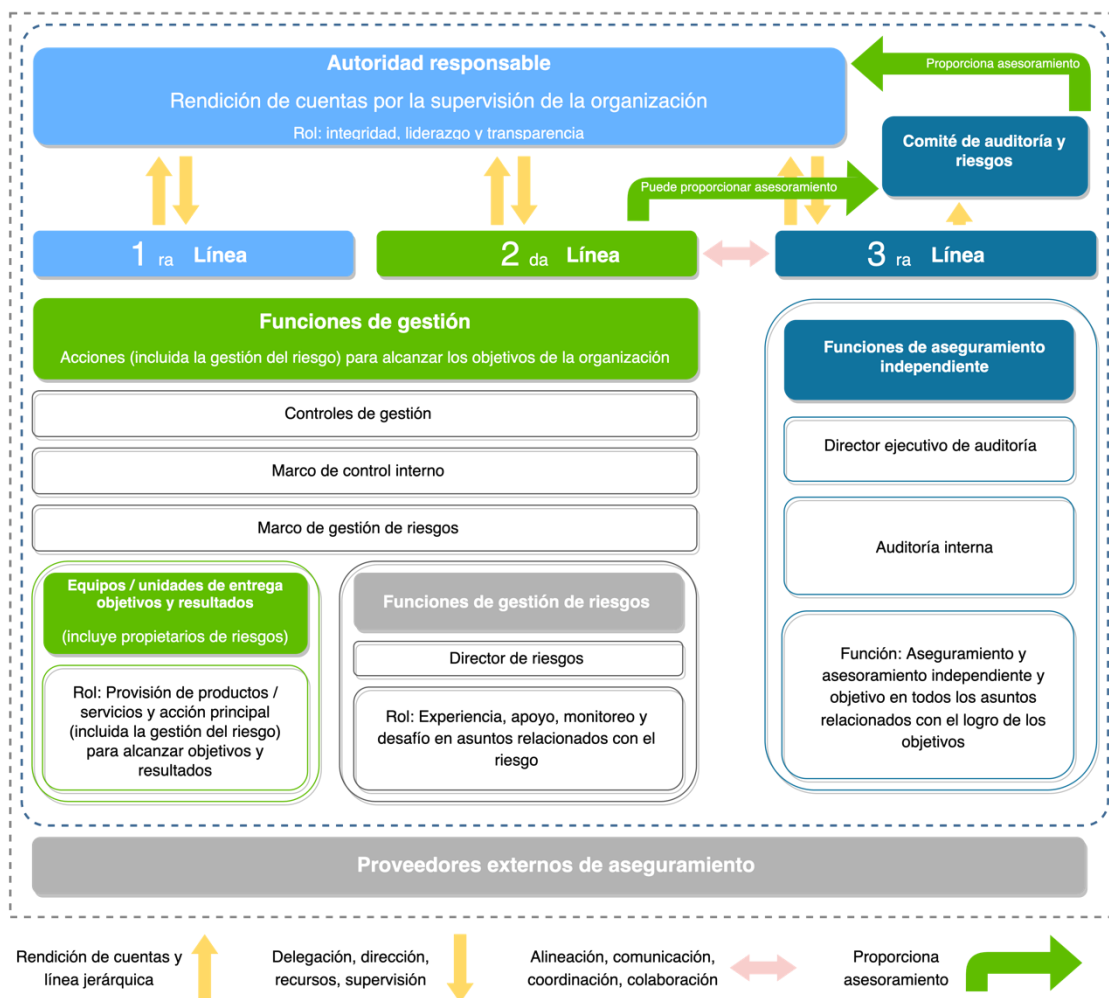 Autoridad responsable
Proporciona asesoramiento
Rendición de cuentas por la supervisión de la organización
Rol: integridad, liderazgo y transparencia
Comité de auditoría y
riesgos
Puede proporcionar asesoramiento
1 ra Línea
2 da Línea
3 ra Línea
Funciones de gestión
Acciones (incluida la gestión del riesgo) para alcanzar los objetivos de la organización
Controles de gestión
Marco de control interno
Marco de gestión de riesgos
Equipos / unidades de entrega
objetivos y resultados
(incluye propietarios de riesgos)
Rol: Provisión de productos /
servicios y acción principal
(incluida la gestión del riesgo)
para alcanzar objetivos y
resultados
Funciones de gestión de riesgos
Director de riesgos
Rol: Experiencia, apoyo, monitoreo y
desafío en asuntos relacionados con el
riesgo
Funciones de aseguramiento
independiente
Director ejecutivo de auditoría
Auditoría interna
Función: Aseguramiento y
asesoramiento independiente y
objetivo en todos los asuntos
relacionados con el logro de los
objetivos
Proveedores externos de aseguramiento
Rendición de cuentas y
línea jerárquica
Delegación, dirección,
recursos, supervisión
Alineación, comunicación,
coordinación, colaboración
Proporciona
asesoramiento